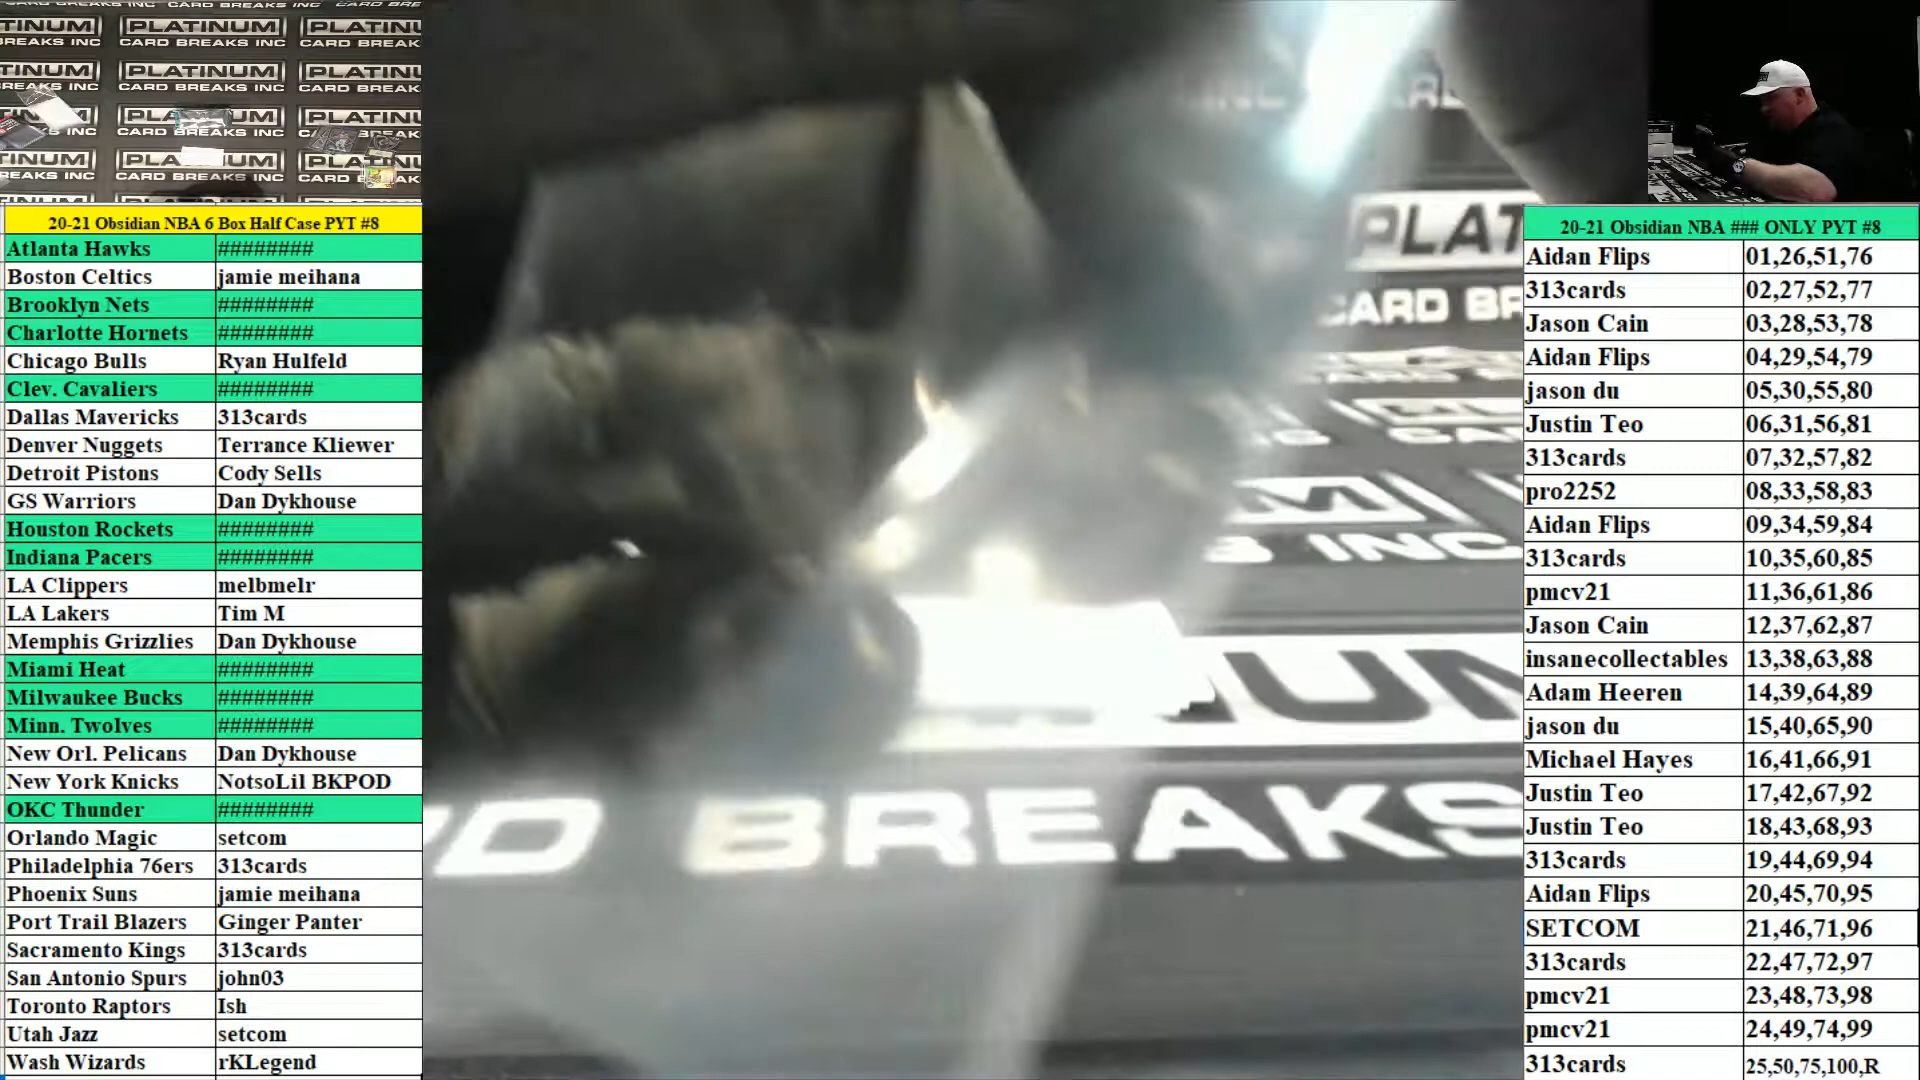 PLATINUM
CARD BREAKS INC
20-21 Obsidian NBA 6 Box Half Case PYT #8
Atlanta Hawks ########
Boston Celtics jamie meihana
Brooklyn Nets ########
Charlotte Hornets ########
Chicago Bulls Ryan Hulfeld
Clev. Cavaliers ########
Dallas Mavericks 313cards
Denver Nuggets Terrance Kliewer
Detroit Pistons Cody Sells
GS Warriors Dan Dykhouse
Houston Rockets ########
Indiana Pacers ########
LA Clippers melbmelr
LA Lakers Tim M
Memphis Grizzlies Dan Dykhouse
Miami Heat ########
Milwaukee Bucks ########
Minn. Twolves ########
New Orl. Pelicans Dan Dykhouse
New York Knicks NotsoLil BKPOD
OKC Thunder ########
Orlando Magic setcom
Philadelphia 76ers 313cards
Phoenix Suns jamie meihana
Port Trail Blazers Ginger Panter
Sacramento Kings 313cards
San Antonio Spurs john03
Toronto Raptors Ish
Utah Jazz setcom
Wash Wizards rKLegend
PLAT
CARD BR
S INC
UM
RD BREAKS
20-21 Obsidian NBA ### ONLY PYT #8
Aidan Flips 01,26,51,76
313cards 02,27,52,77
Jason Cain 03,28,53,78
Aidan Flips 04,29,54,79
jason du 05,30,55,80
Justin Teo 06,31,56,81
313cards 07,32,57,82
pro2252 08,33,58,83
Aidan Flips 09,34,59,84
313cards 10,35,60,85
pmcv21 11,36,61,86
Jason Cain 12,37,62,87
insanecollectables 13,38,63,88
Adam Heeren 14,39,64,89
jason du 15,40,65,90
Michael Hayes 16,41,66,91
Justin Teo 17,42,67,92
Justin Teo 18,43,68,93
313cards 19,44,69,94
Aidan Flips 20,45,70,95
SETCOM 21,46,71,96
313cards 22,47,72,97
pmcv21 23,48,73,98
pmcv21 24,49,74,99
313cards 25,50,75,100,R